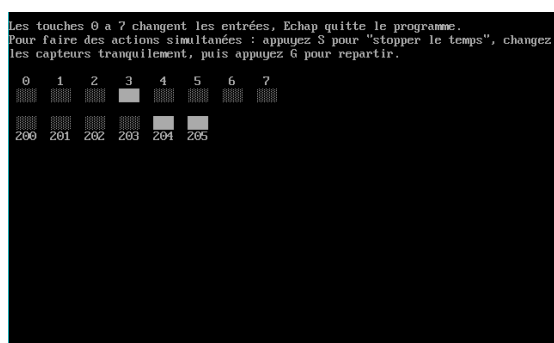 Les touches 0 a 7 changent les entrées, Echap quitte le programme.
Pour faire des actions simultanées : appuyez S pour "stopper le temps", changez
les capteurs tranquilement, puis appuyez G pour repartir.
0 1 2 3 4 5 6 7
200 201 202 203 204 205